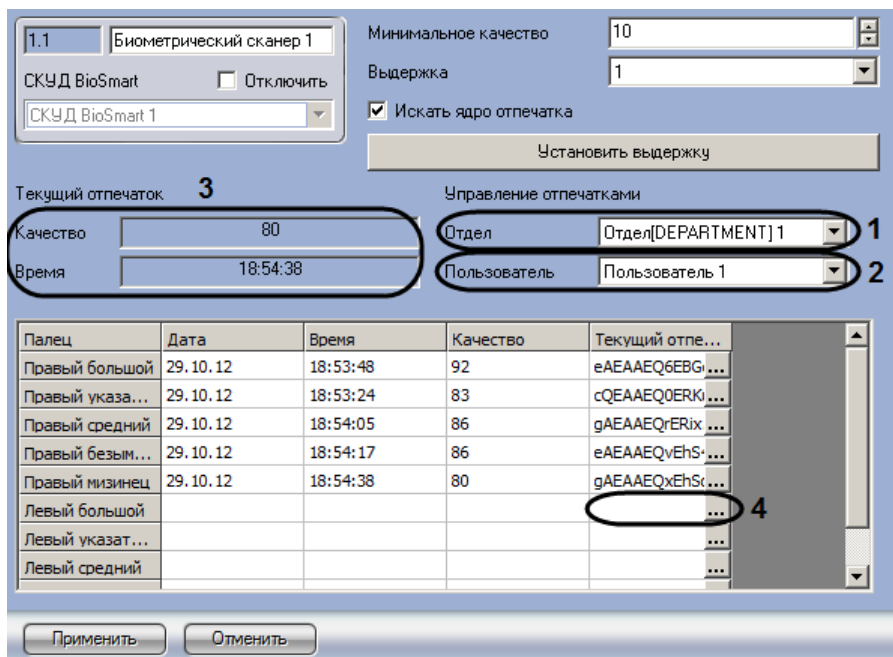 1.1 Биометрический сканер 1
СКУД BioSmart Отключить
СКУД BioSmart 1
Минимальное качество 10
Выдержка 1
Искать ядро отпечатка
Установить выдержку
Текущий отпечаток 3
Качество 80
Время 18:54:38
Управление отпечатками
Отдел Отдел[DEPARTMENT] 1 1
Пользователь Пользователь 1 2
Палец Дата Время Качество Текущий отпе...
Правый большой 29.10.12 18:53:48 92 eAEAAEQ6EBG ...
Правый указа... 29.10.12 18:53:24 83 cQEAAEQ0ERK ...
Правый средний 29.10.12 18:54:05 86 gAEAAEQrERix ...
Правый безым... 29.10.12 18:54:17 86 eAEAAEQvEhS ...
Правый мизинец 29.10.12 18:54:38 80 gAEAAEQxEhS ...
Левый большой ... 4
Левый указат... ...
Левый средний ...
Применить Отменить